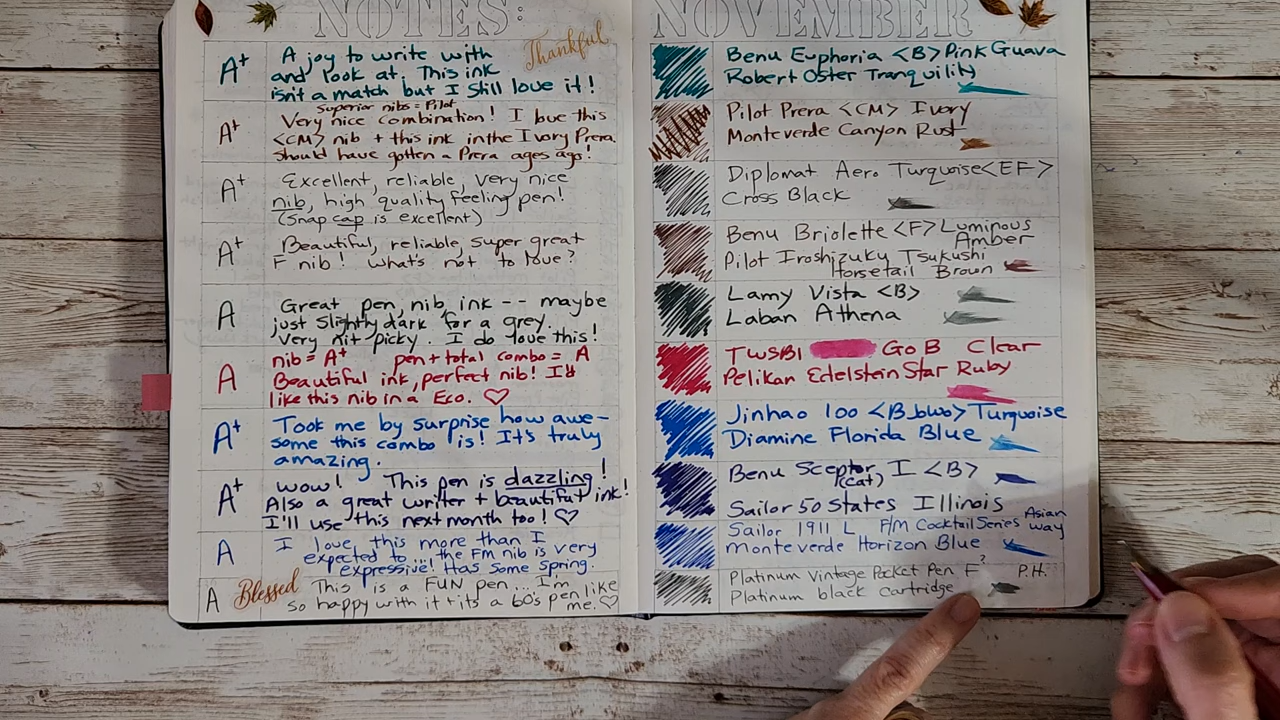 NOTES:
Thankful
A+
A joy to write with
and look at. This ink
isn't a match but I still love it!
A+
Superior nibs = Pilot
Very nice combination! I love this
<CM> nib + this ink in the Ivory Prera.
Should have gotten a Prera ages ago!
A+
Excellent, reliable, very nice
nib, high quality feeling pen!
(Snap cap is excellent)
A+
Beautiful, reliable, super great
F nib! What's not to love?
A
Great pen, nib, ink -- maybe
just slightly dark for a grey.
Very nit picky. I do love this!
A
nib = A+ pen + total combo = A
Beautiful ink, perfect nib! I'd
like this nib in a Eco. ♡
A+
Took me by surprise how awe-
some this combo is! It's truly
amazing.
A+
Wow! This pen is dazzling!
Also a great writer + beautiful ink!
I'll use this next month too! ♡
A
I love this more than I
expected to... the FM nib is very
expressive! Has some spring.
A
Blessed
This is a FUN pen... I'm
so happy with it + its a 60's pen like
me. ♡
NOVEMBER
Benu Euphoria <B> Pink Guava
Robert Oster Tranquility
Pilot Prera <CM> Ivory
Monteverde Canyon Rust
Diplomat Aero Turquoise <EF>
Cross Black
Benu Briolette <F> Luminous
Amber
Pilot Iroshizuku Tsukushi
Horsetail Brown
Lamy Vista <B>
Laban Athena
TWSBI Go B Clear
Pelikan Edelstein Star Ruby
Jinhao 100 <B bwo> Turquoise
Diamine Florida Blue
Benu Scepter I <B>
(Cat)
Sailor 50 States Illinois
Sailor 1911 L F/M Cocktail Series Asian
way
Monteverde Horizon Blue
Platinum Vintage Pocket Pen F? P.H.
Platinum black cartridge